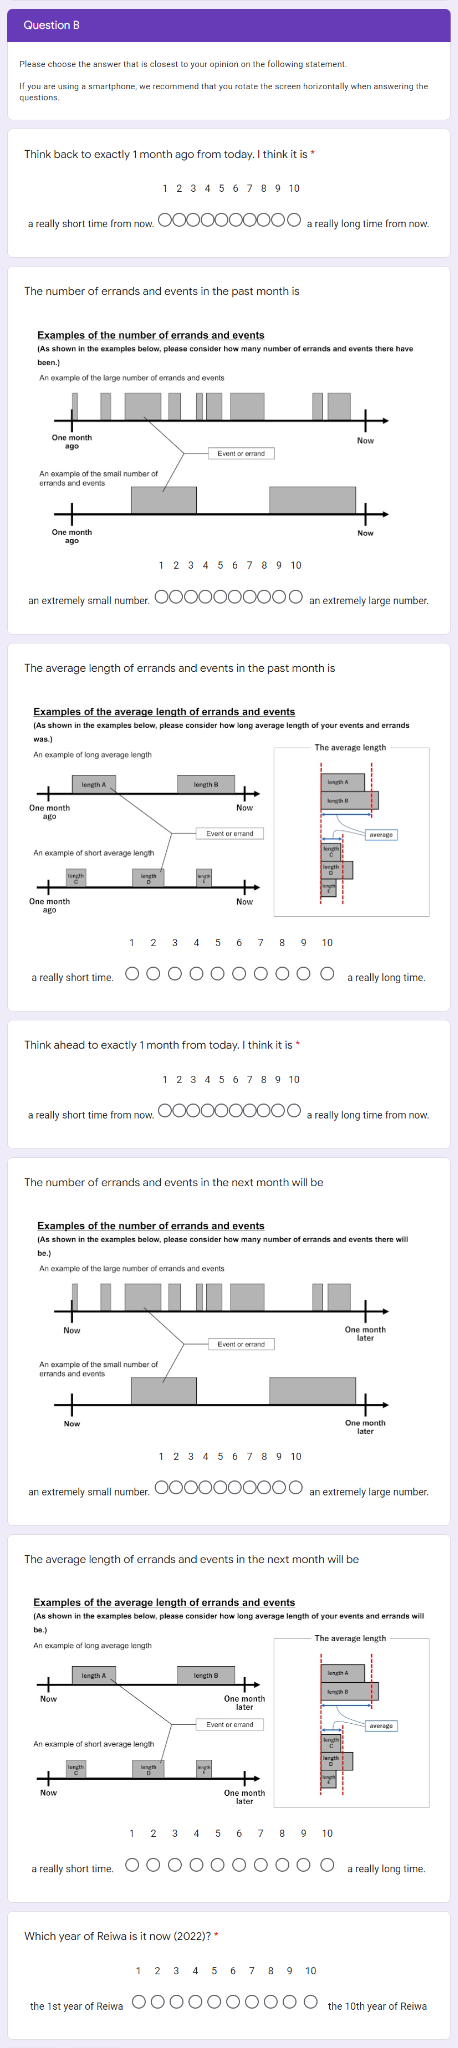 Question B
Please choose the answer that is closest to your opinion on the following statement.
If you are using a smartphone, we recommend that you rotate the screen horizontally when answering the
questions.
Think back to exactly 1 month ago from today. I think it is *
1 2 3 4 5 6 7 8 9 10
a really short time from now. a really long time from now.
The number of errands and events in the past month is
Examples of the number of errands and events
(As shown in the examples below, please consider how many number of errands and events there have
been.)
An example of the large number of errands and events
One month
ago
Now
Event or errand
An example of the small number of
errands and events
One month
ago
Now
1 2 3 4 5 6 7 8 9 10
an extremely small number. an extremely large number.
The average length of errands and events in the past month is
Examples of the average length of errands and events
(As shown in the examples below, please consider how long average length of your events and errands
was.)
The average length
An example of long average length
length A length B
One month
ago
Now
length A
length B
Event or errand
average
An example of short average length
length
C
length
D
length
E
One month
ago
Now
length
C
length
D
length
E
1 2 3 4 5 6 7 8 9 10
a really short time. a really long time.
Think ahead to exactly 1 month from today. I think it is *
1 2 3 4 5 6 7 8 9 10
a really short time from now. a really long time from now.
The number of errands and events in the next month will be
Examples of the number of errands and events
(As shown in the examples below, please consider how many number of errands and events there will
be.)
An example of the large number of errands and events
Now
One month
later
Event or errand
An example of the small number of
errands and events
Now
One month
later
1 2 3 4 5 6 7 8 9 10
an extremely small number. an extremely large number.
The average length of errands and events in the next month will be
Examples of the average length of errands and events
(As shown in the examples below, please consider how long average length of your events and errands will
be.)
The average length
An example of long average length
length A length B
Now
One month
later
length A
length B
Event or errand
average
An example of short average length
length
C
length
D
length
E
Now
One month
later
length
C
length
D
length
E
1 2 3 4 5 6 7 8 9 10
a really short time. a really long time.
Which year of Reiwa is it now (2022)? *
1 2 3 4 5 6 7 8 9 10
the 1st year of Reiwa the 10th year of Reiwa